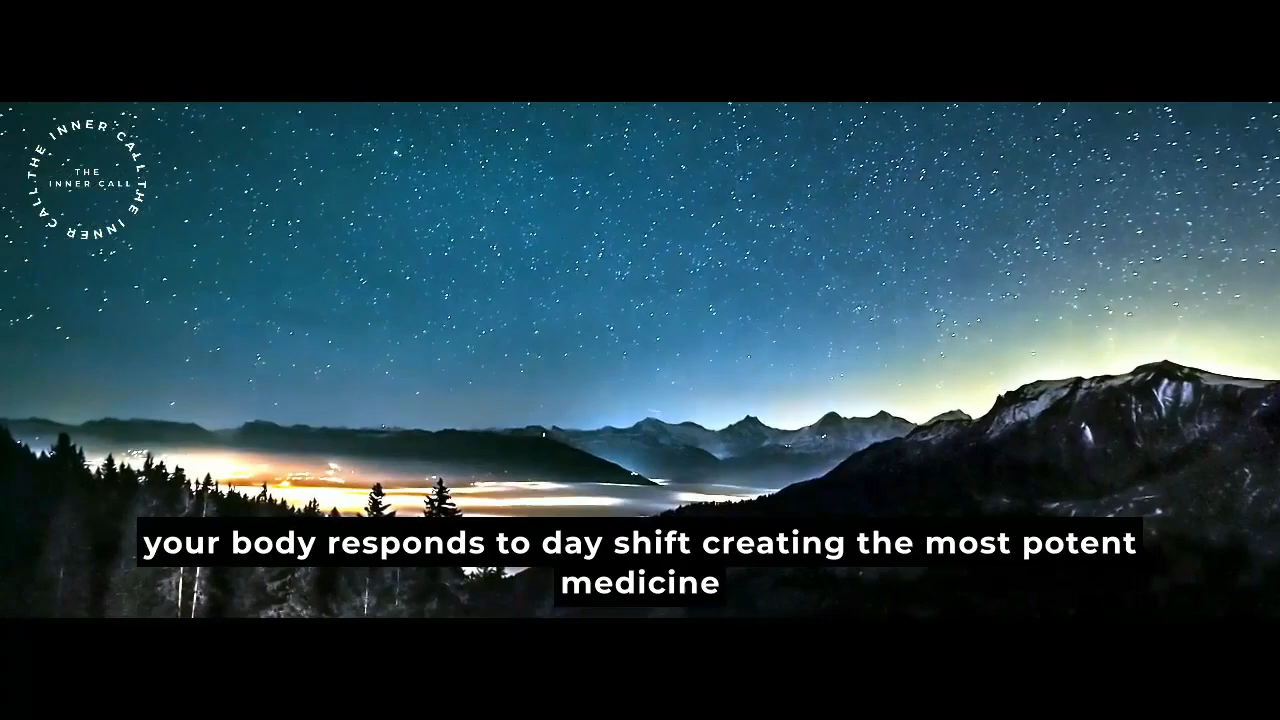 THE INNER CALL THE INNER CALL
THE
INNER CALL
your body responds to day shift creating the most potent
medicine